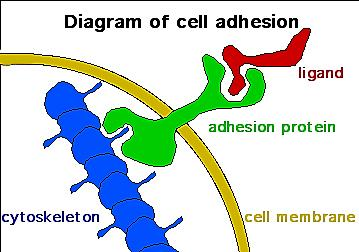 Diagram of cell adhesion
ligand
adhesion protein
cytoskeleton
cell membrane